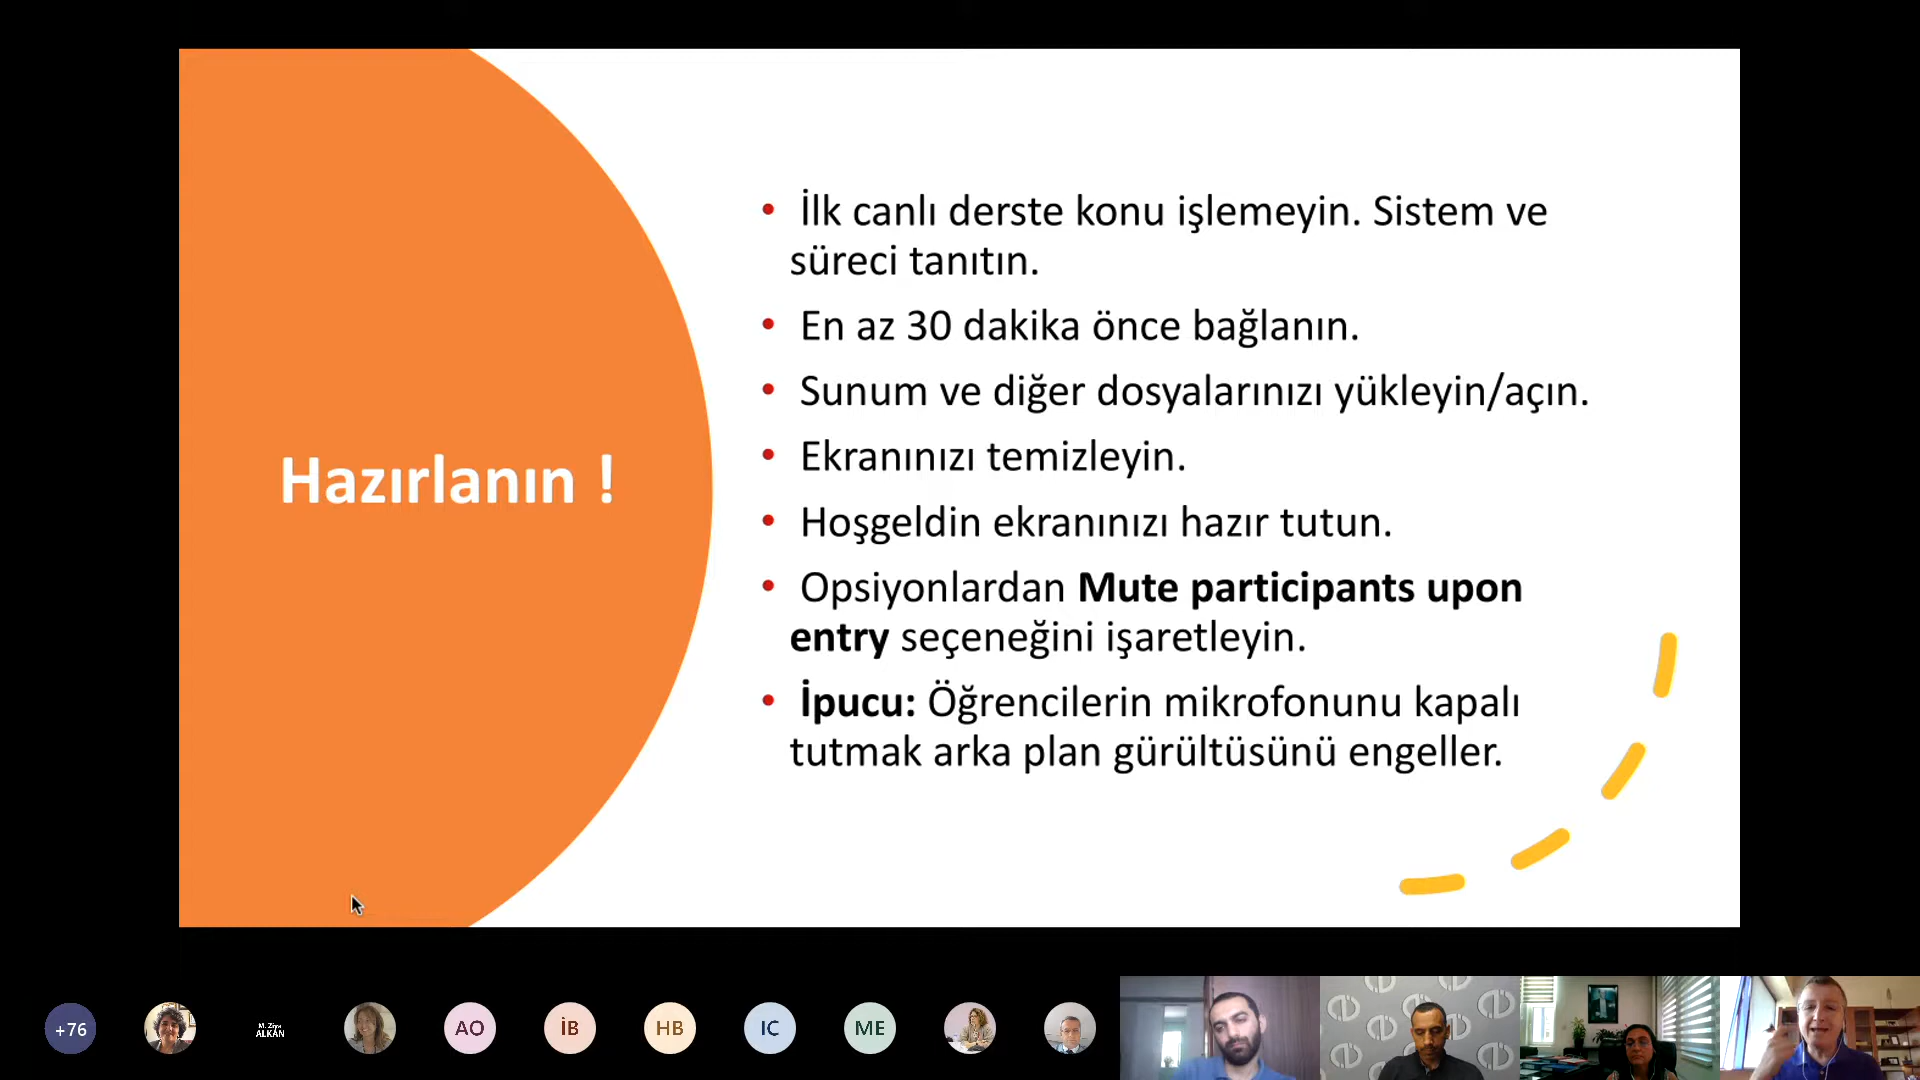 Hazırlanın !
• İlk canlı derste konu işlemeyin. Sistem ve
süreci tanıtın.
• En az 30 dakika önce bağlanın.
• Sunum ve diğer dosyalarınızı yükleyin/açın.
• Ekranınızı temizleyin.
• Hoşgeldin ekranınızı hazır tutun.
• Opsiyonlardan Mute participants upon
entry seçeneğini işaretleyin.
• İpucu: Öğrencilerin mikrofonunu kapalı
tutmak arka plan gürültüsünü engeller.
+76
M. Ziya
ALKAN
AO
İB
HB
IC
ME